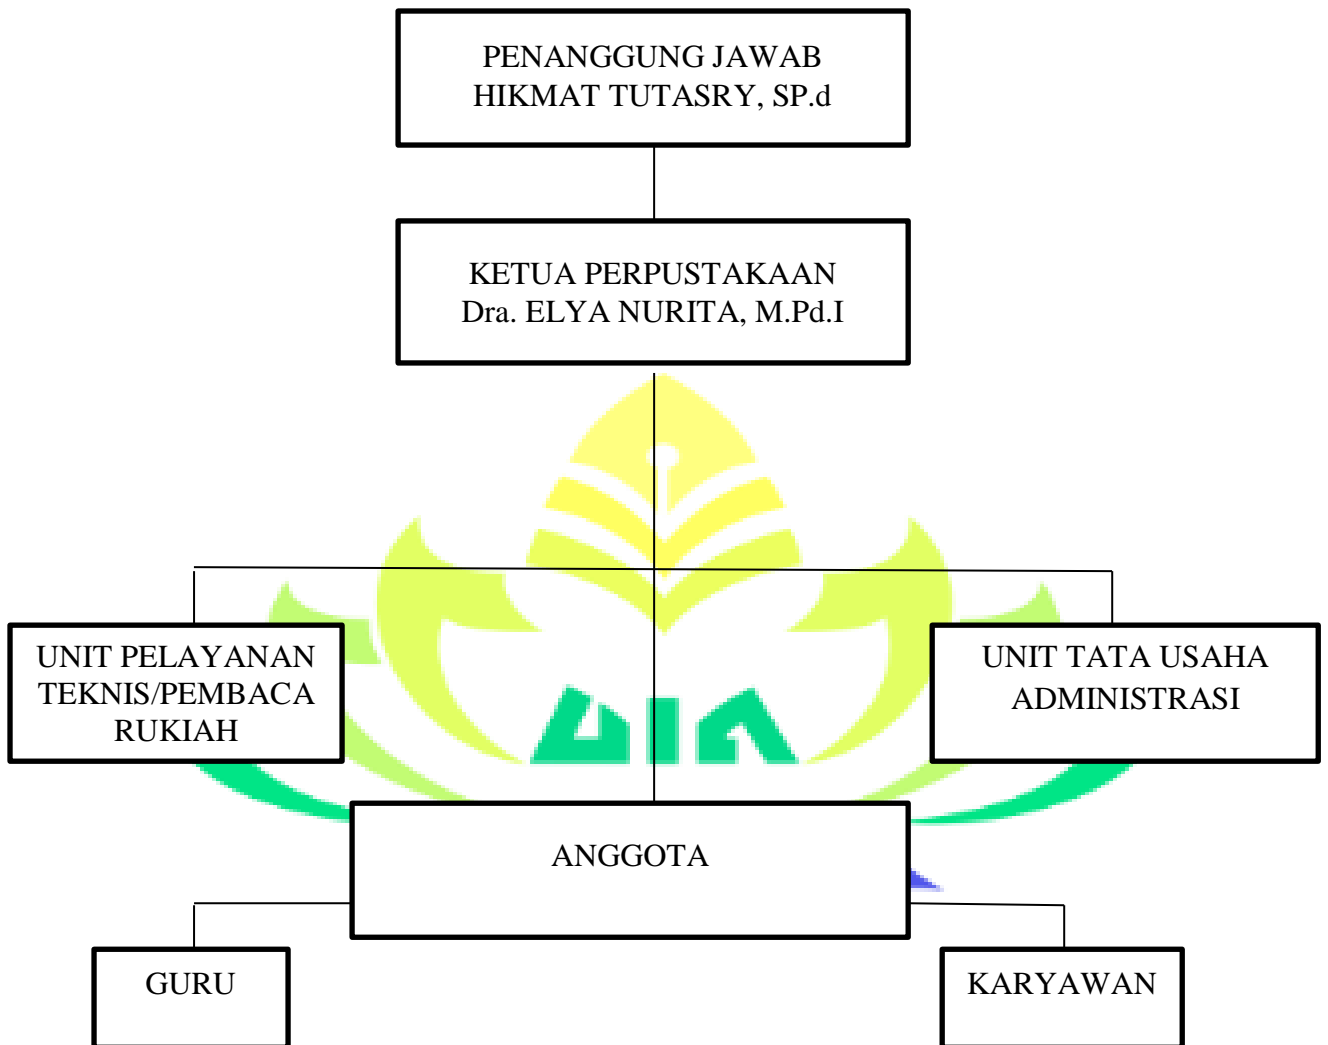 PENANGGUNG JAWAB
HIKMAT TUTASRY, SP.d
KETUA PERPUSTAKAAN
Dra. ELYA NURITA, M.Pd.I
UNIT PELAYANAN
TEKNIS/PEMBACA
RUKIAH
UNIT TATA USAHA
ADMINISTRASI
ANGGOTA
GURU
KARYAWAN